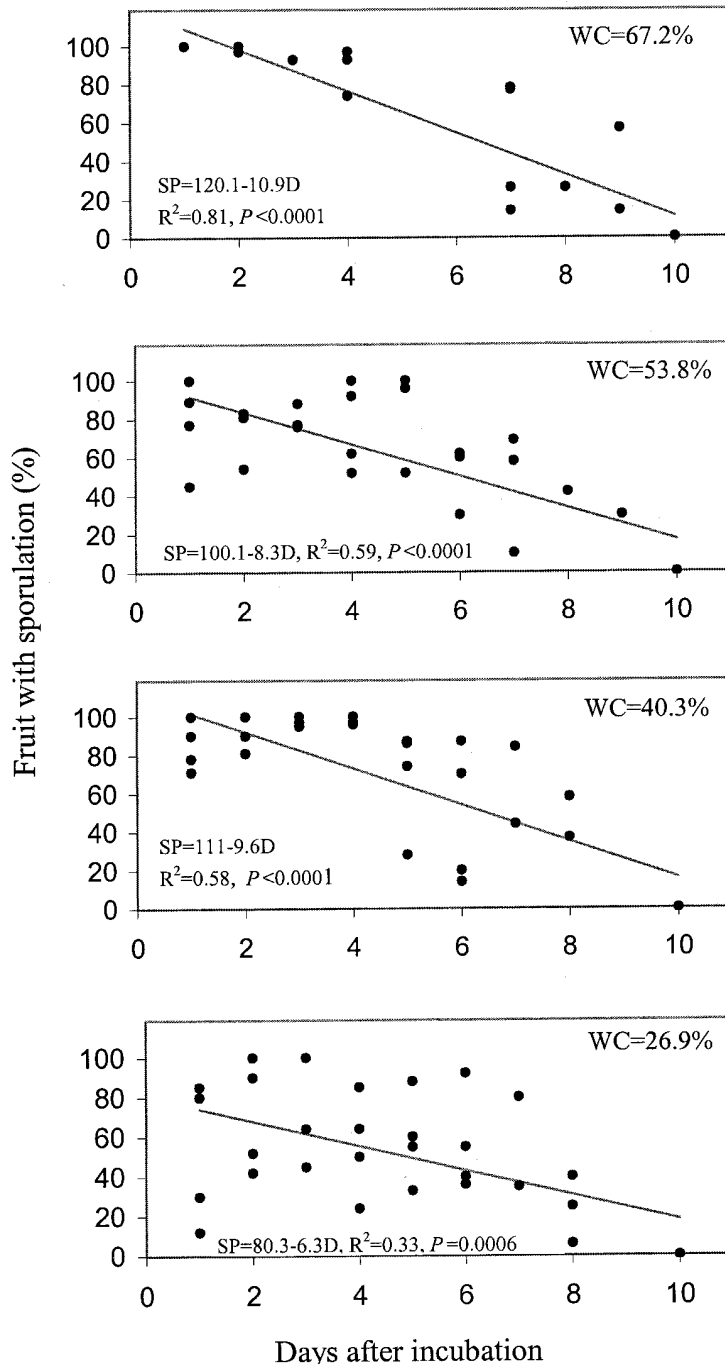 WC=67.2%
100
80
60
40
20
0
SP=120.1-10.9D
R²=0.81, P<0.0001
0 2 4 6 8 10
WC=53.8%
100
80
60
40
20
0
SP=100.1-8.3D, R²=0.59, P<0.0001
0 2 4 6 8 10
Fruit with sporulation (%)
WC=40.3%
100
80
60
40
20
0
SP=111-9.6D
R²=0.58, P<0.0001
0 2 4 6 8 10
WC=26.9%
100
80
60
40
20
0
SP=80.3-6.3D, R²=0.33, P=0.0006
0 2 4 6 8 10
Days after incubation